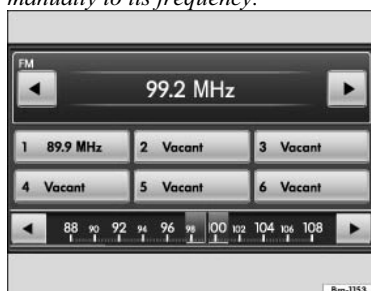 manually to its frequency.
FM
99.2 MHz
1 89.9 MHz 2 Vacant 3 Vacant
4 Vacant 5 Vacant 6 Vacant
88 90 92 94 96 98 100 102 104 106 108